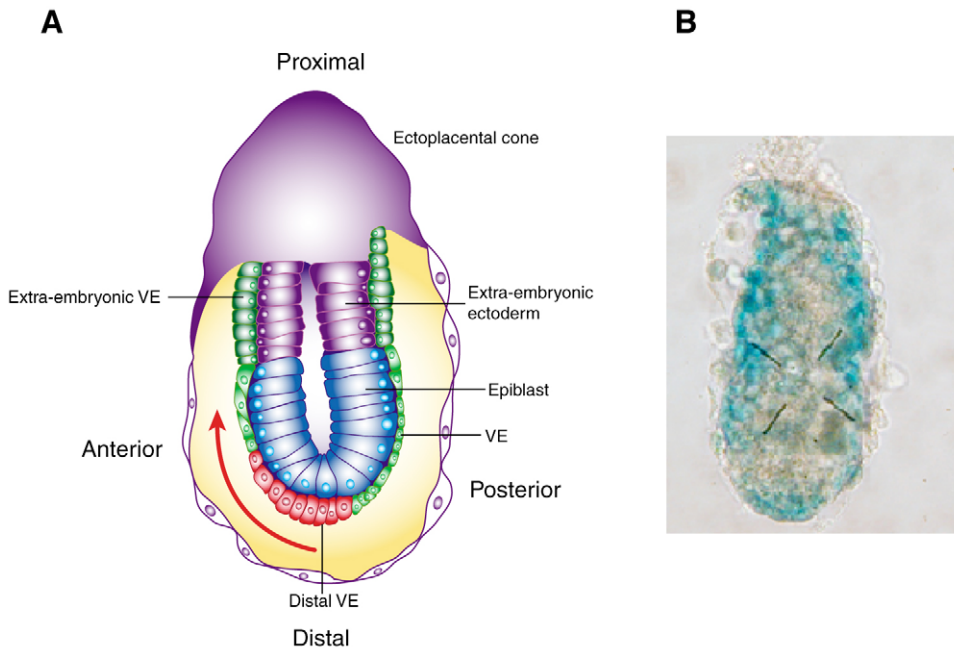 A
B
Proximal
Ectoplacental cone
Extra-embryonic VE
Extra-embryonic
ectoderm
Epiblast
Anterior
VE
Posterior
Distal VE
Distal